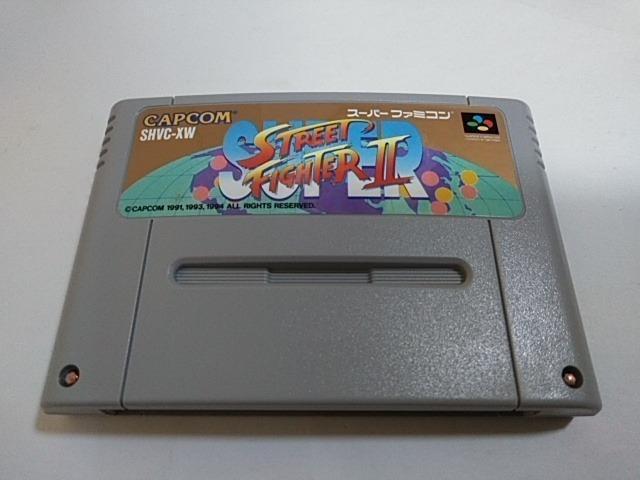 CAPCOM
スーパーファミコン
SHVC-XW
SUPER
STREET
FIGHTER II
©CAPCOM 1991, 1993, 1994 ALL RIGHTS RESERVED.